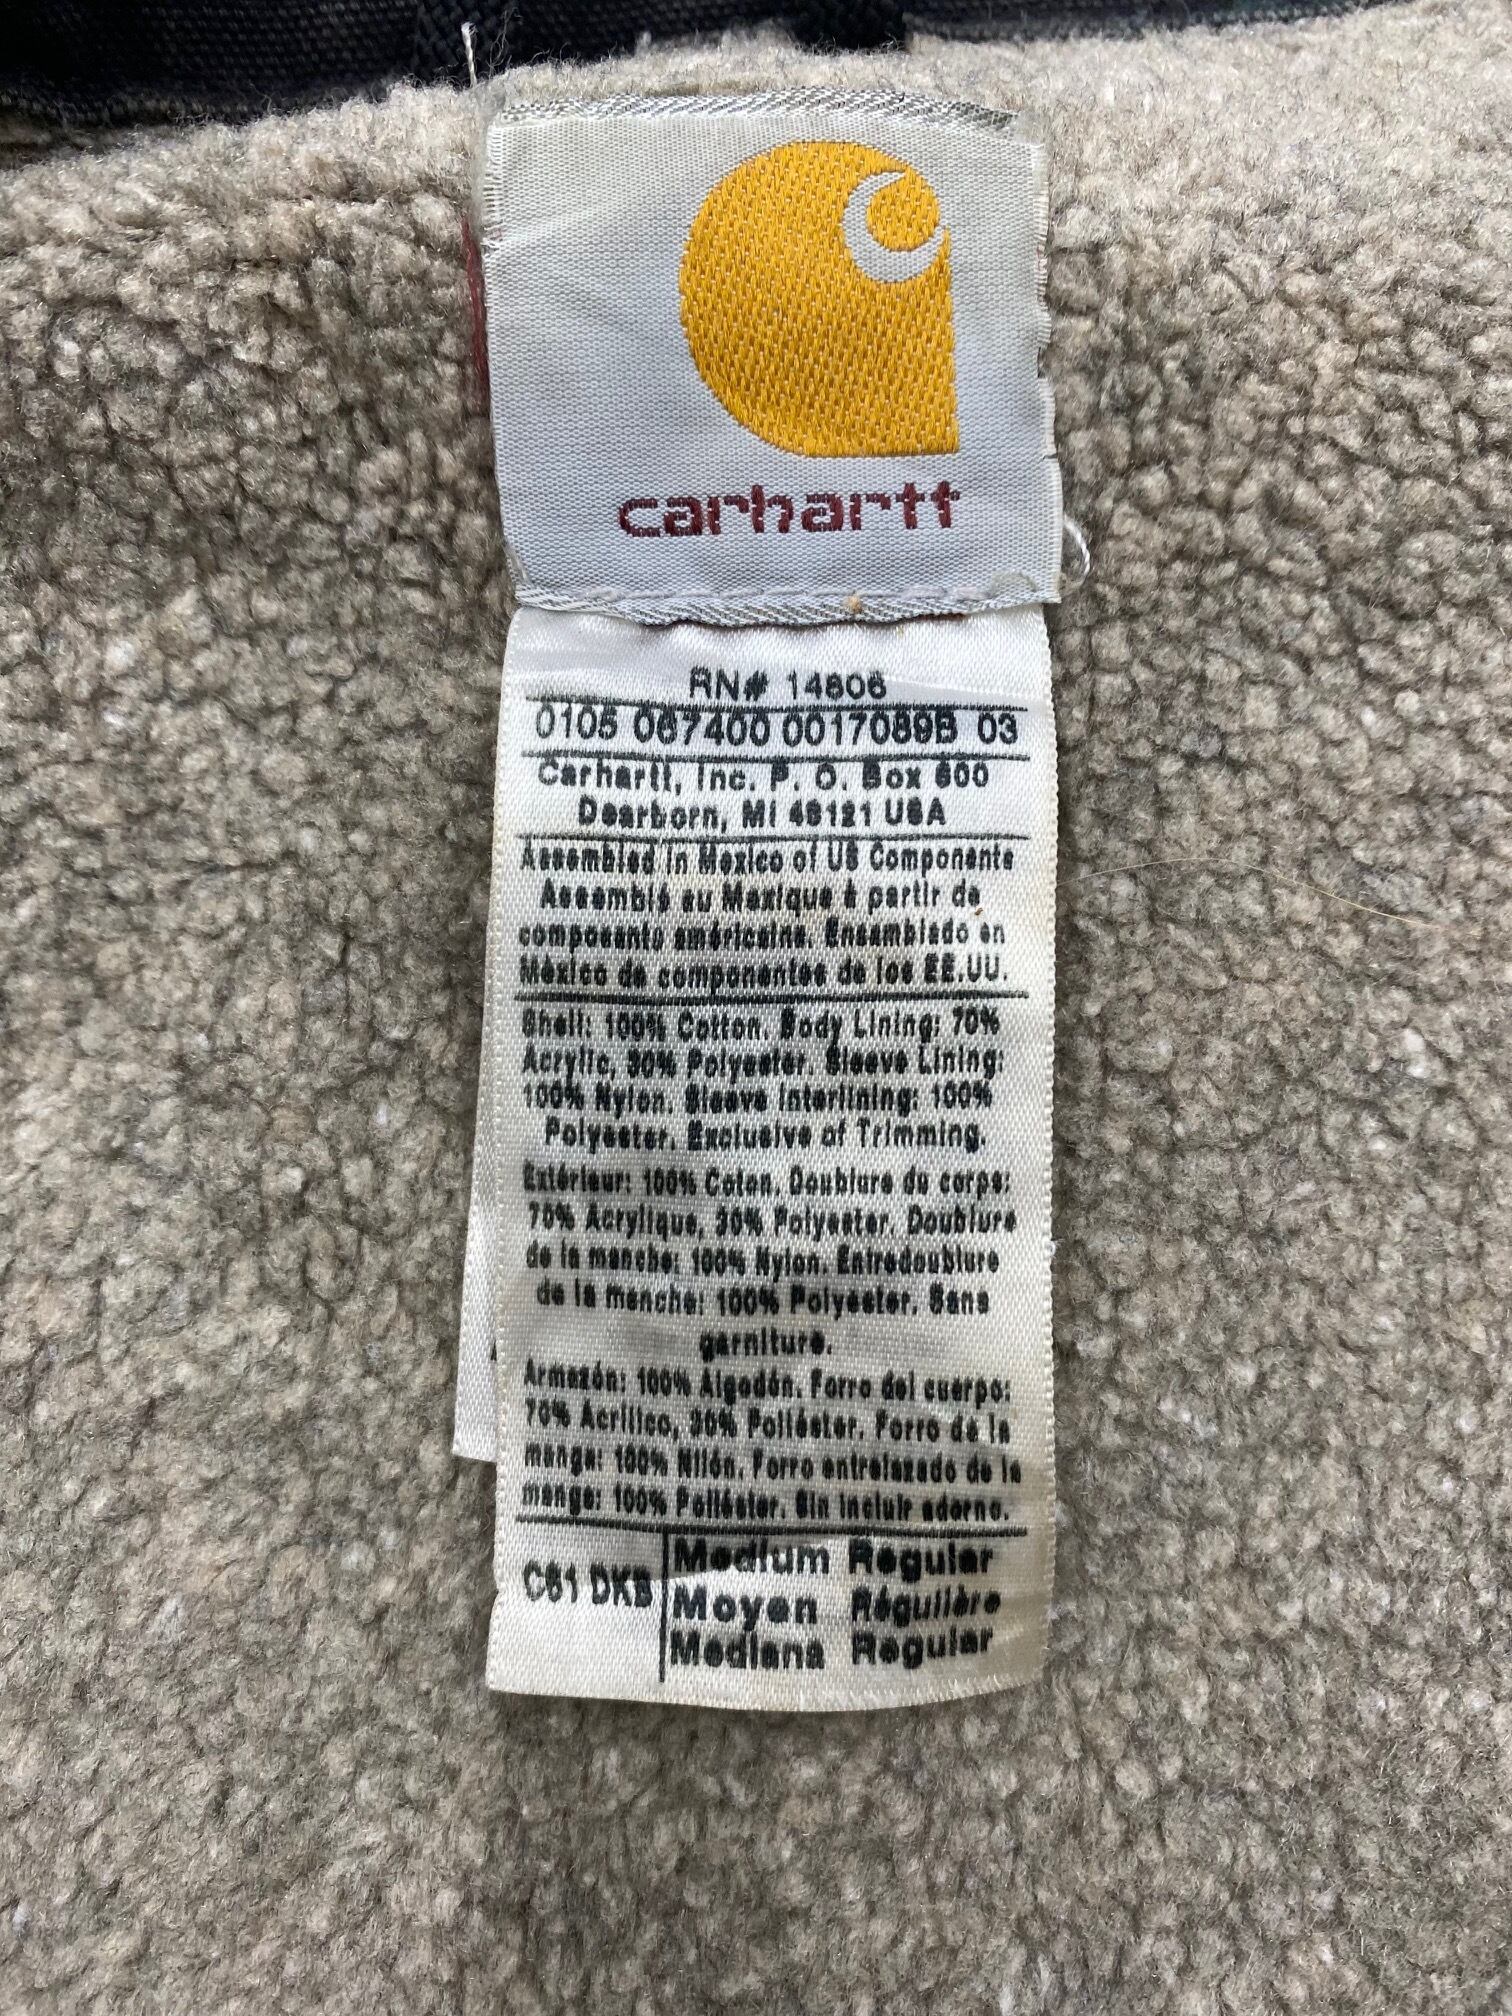 carhartt
RN# 14806
0105 067400 0017089B 03
Carhartt, Inc. P. O. Box 600
Dearborn, MI 48121 USA
Assembled in Mexico of US Components
Assemblé au Mexique à partir de
composants américains. Ensamblado en
México de componentes de los EE.UU.
Shell: 100% Cotton. Body Lining: 70%
Acrylic, 30% Polyester. Sleeve Lining:
100% Nylon. Sleeve Interlining: 100%
Polyester. Exclusive of Trimming.
Extérieur: 100% Coton. Doublure du corps:
70% Acrylique, 30% Polyester. Doublure
de la manche: 100% Nylon. Entredoublure
de la manche: 100% Polyester. Sans
garniture.
Armazón: 100% Algodón. Forro del cuerpo:
70% Acrílico, 30% Poliéster. Forro de la
manga: 100% Nilón. Forro entrelazado de la
manga: 100% Poliéster. Sin incluir adorno.
C61 DKB
Medium Regular
Moyen Régulière
Mediana Regular